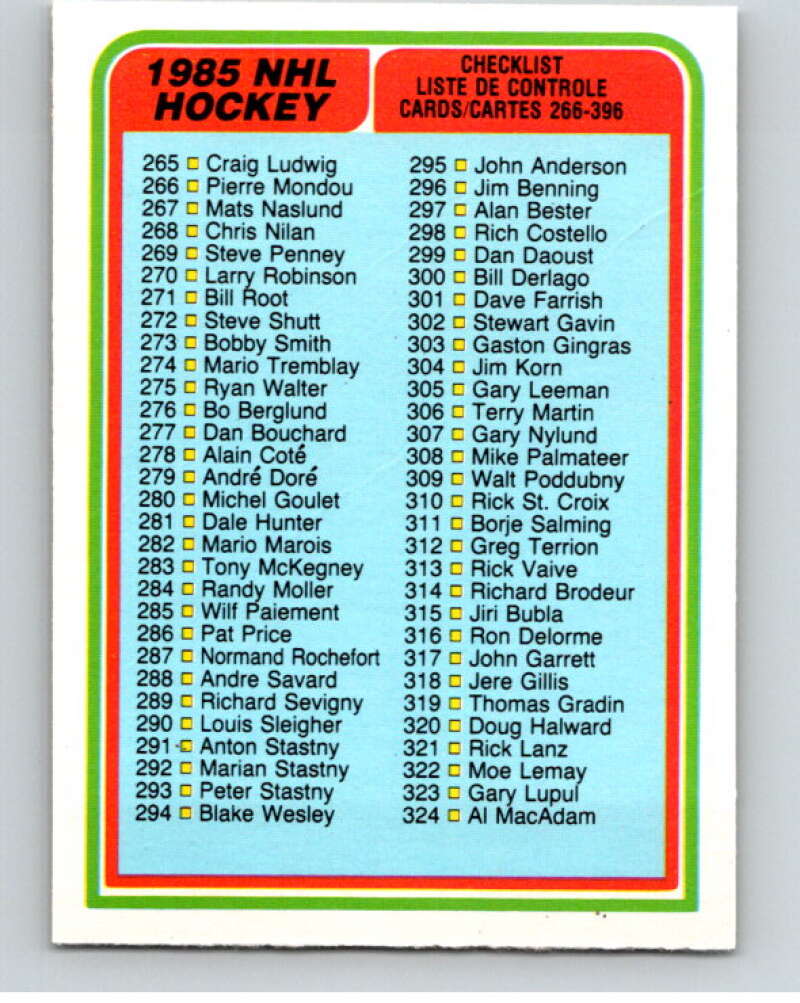 1985 NHL
HOCKEY
CHECKLIST
LISTE DE CONTROLE
CARDS/CARTES 266-396
265 Craig Ludwig
266 Pierre Mondou
267 Mats Naslund
268 Chris Nilan
269 Steve Penney
270 Larry Robinson
271 Bill Root
272 Steve Shutt
273 Bobby Smith
274 Mario Tremblay
275 Ryan Walter
276 Bo Berglund
277 Dan Bouchard
278 Alain Coté
279 André Doré
280 Michel Goulet
281 Dale Hunter
282 Mario Marois
283 Tony McKegney
284 Randy Moller
285 Wilf Paiement
286 Pat Price
287 Normand Rochefort
288 Andre Savard
289 Richard Sevigny
290 Louis Sleigher
291 Anton Stastny
292 Marian Stastny
293 Peter Stastny
294 Blake Wesley
295 John Anderson
296 Jim Benning
297 Alan Bester
298 Rich Costello
299 Dan Daoust
300 Bill Derlago
301 Dave Farrish
302 Stewart Gavin
303 Gaston Gingras
304 Jim Korn
305 Gary Leeman
306 Terry Martin
307 Gary Nylund
308 Mike Palmateer
309 Walt Poddubny
310 Rick St. Croix
311 Borje Salming
312 Greg Terrion
313 Rick Vaive
314 Richard Brodeur
315 Jiri Bubla
316 Ron Delorme
317 John Garrett
318 Jere Gillis
319 Thomas Gradin
320 Doug Halward
321 Rick Lanz
322 Moe Lemay
323 Gary Lupul
324 Al MacAdam